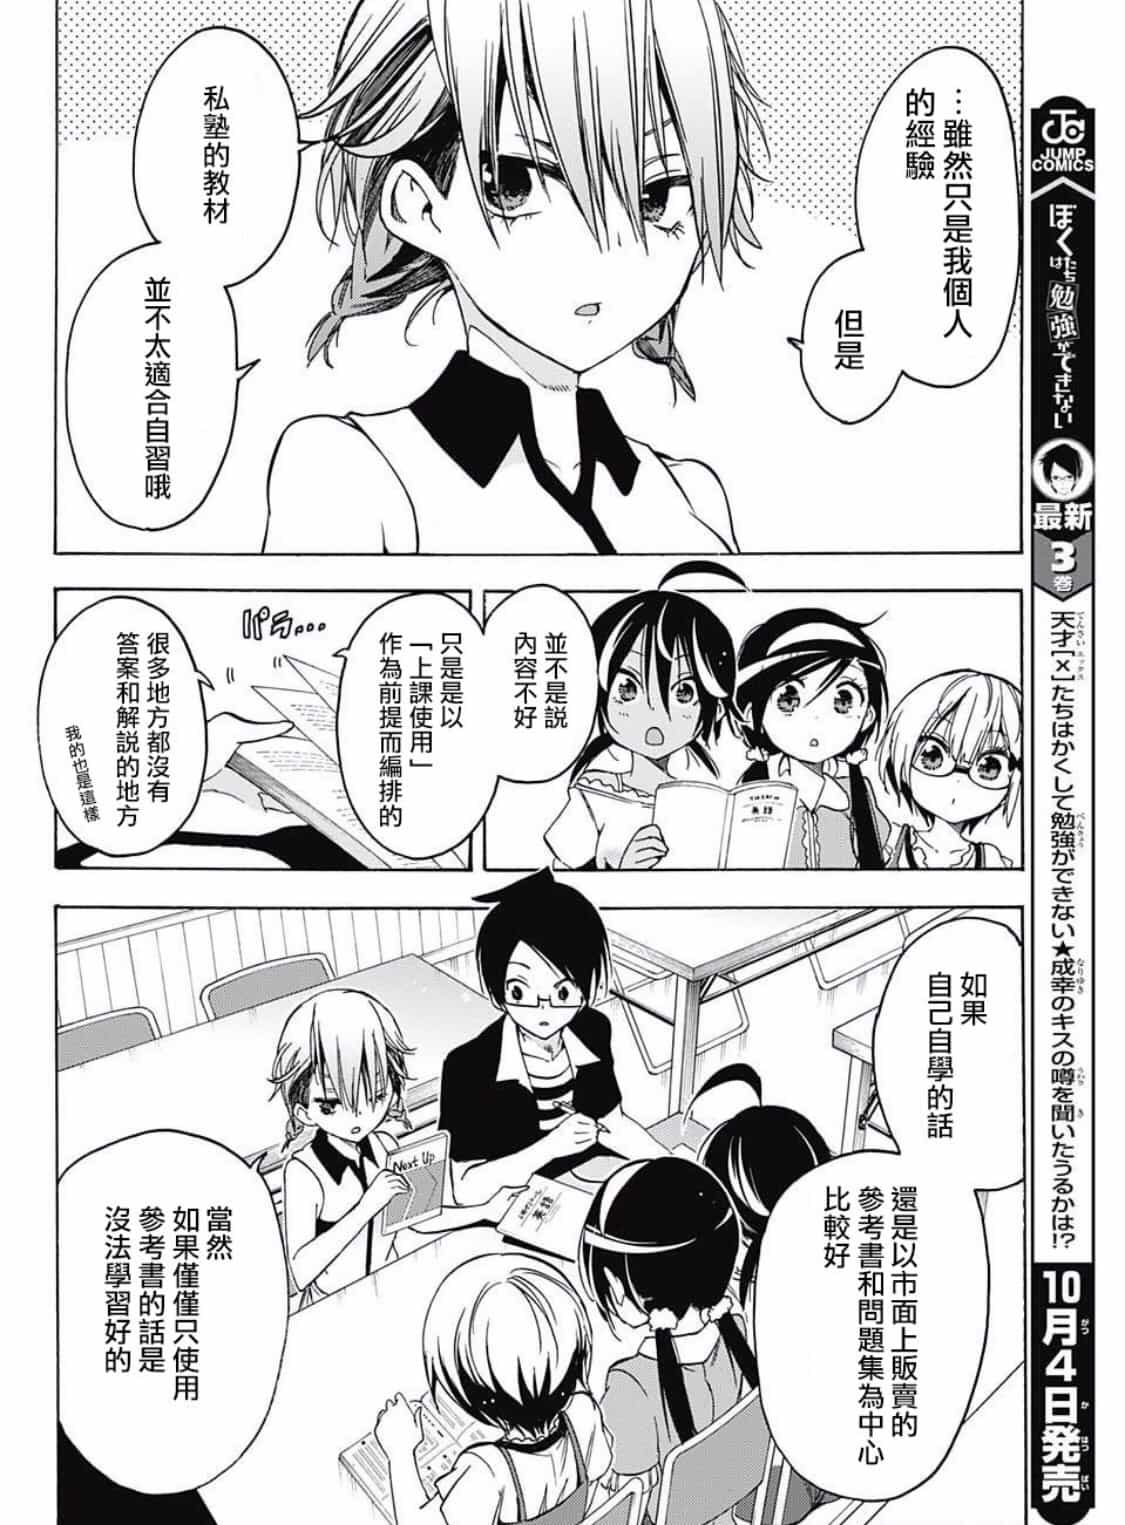 …雖然只是我個人
的經驗
但是
私塾的教材
並不太適合自習哦
並不是說
內容不好
只是是以
「上課使用」
作為前提而編排的
パラ…
很多地方都沒有
答案和解說的地方
我的也是這樣
英語
如果
自己自學的話
還是以市面上販賣的
參考書和問題集為中心
比較好
Next Up
英語
當然
如果僅僅只使用
參考書的話是
沒法學習好的
JUMP
COMICS
ぼくたちは勉強ができない
最新
3巻
天才[x]たちはかくして勉強ができない★成幸のキスの噂を聞いたうるかは!?
10月4日発売